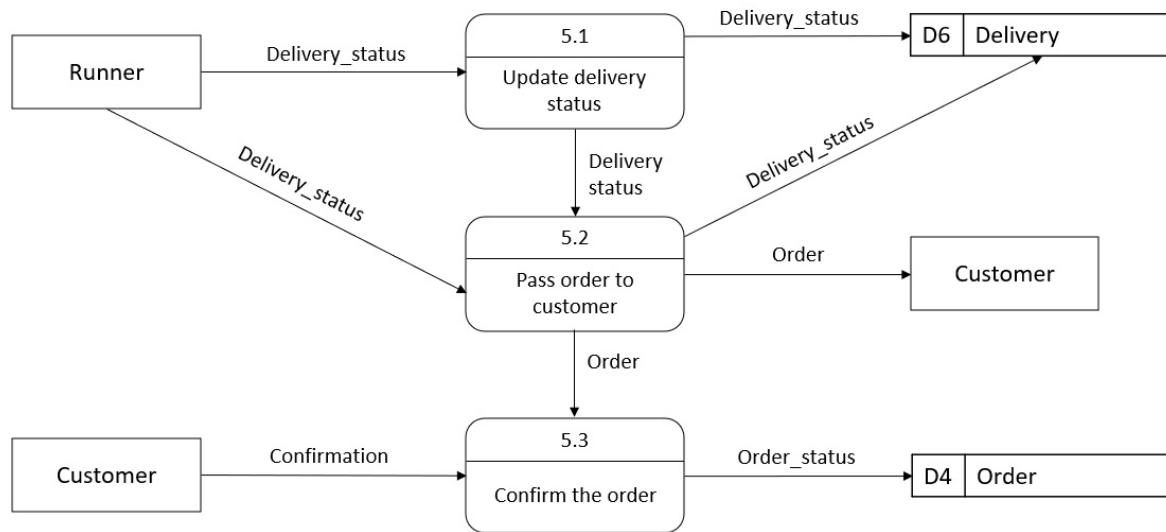 Delivery_status
5.1
D6 Delivery
Runner
Delivery_status
Update delivery
status
Delivery_status
Delivery
status
Delivery_status
5.2
Order
Pass order to
customer
Customer
Order
5.3
Customer
Confirmation
Confirm the order
Order_status
D4 Order